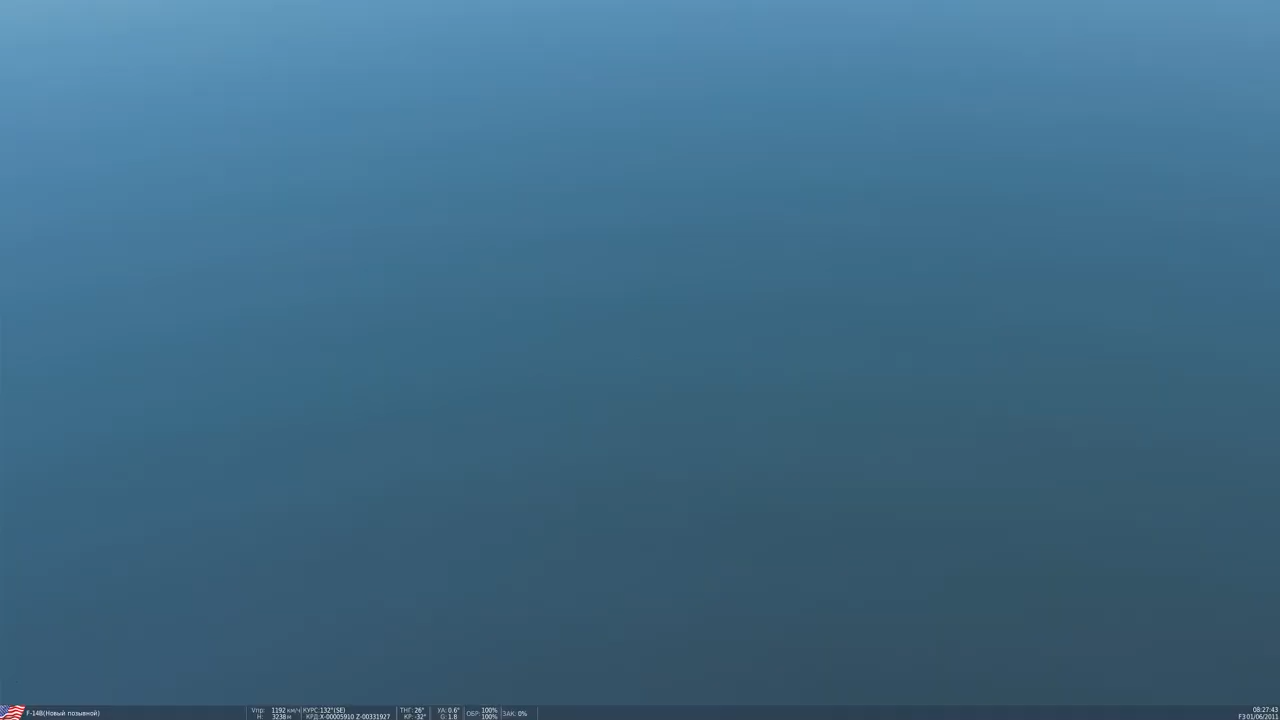 F-14B(Новый позывной)
Vпр: 1192 км/ч КУРС:132°(SE) ТНГ: 26° УА: 0.6° ОБР: 100% ЗАК: 0% 08:27:43
H: 3238м КРД:X-00005910 Z-00331927 КР: -32° G: 1.8 100% F3 01/06/2011